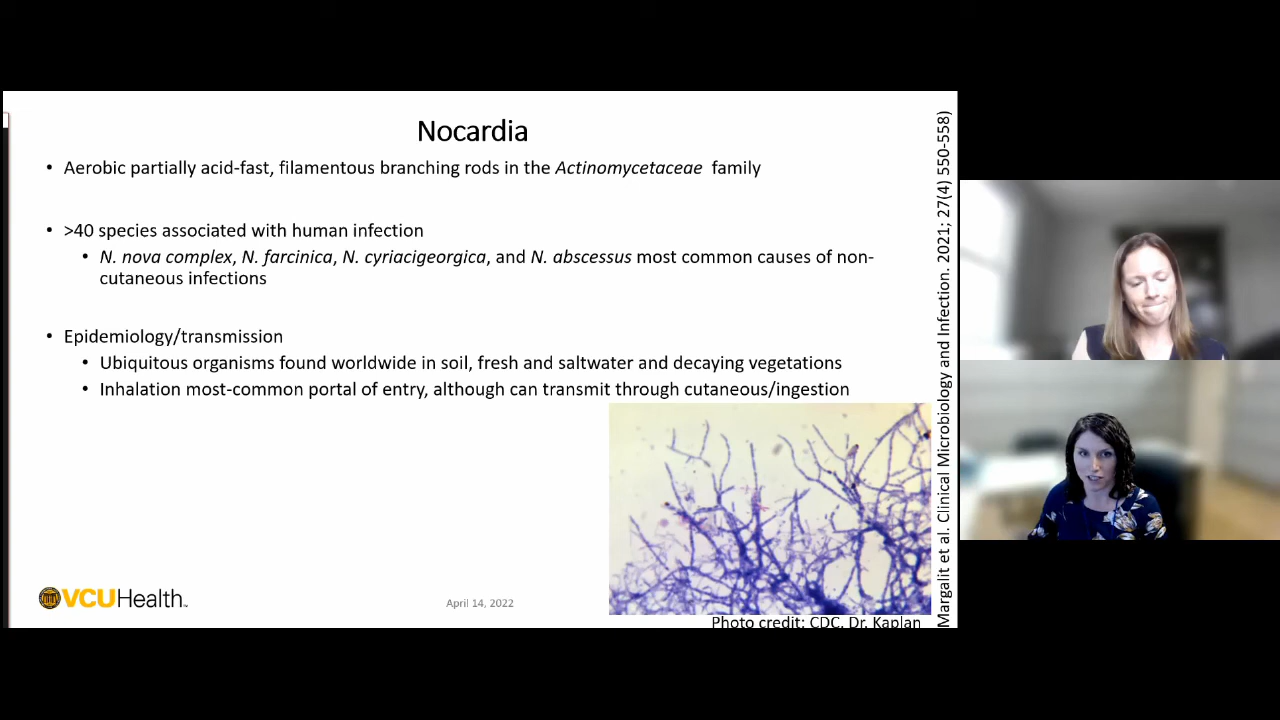 Nocardia
• Aerobic partially acid-fast, filamentous branching rods in the Actinomycetaceae family
• >40 species associated with human infection
• N. nova complex, N. farcinica, N. cyriacigeorgica, and N. abscessus most common causes of non-
cutaneous infections
• Epidemiology/transmission
• Ubiquitous organisms found worldwide in soil, fresh and saltwater and decaying vegetations
• Inhalation most-common portal of entry, although can transmit through cutaneous/ingestion
VCUHealth™
April 14, 2022
Photo credit: CDC, Dr. Kaplan
Margalit et al. Clinical Microbiology and Infection. 2021; 27(4) 550-558)